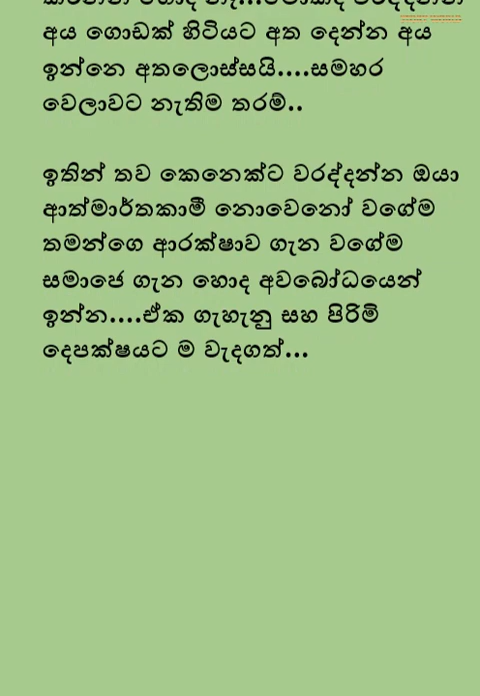 අය ගොඩක් හිටියට අත දෙන්න අය
ඉන්නෙ අතලොස්සයි....සමහර
වෙලාවට නැතිම තරම්..
ඉතින් තව කෙනෙක්ට වරද්දන්න ඔයා
ආත්මාර්තකාමී නොවෙනෝ වගේම
තමන්ගෙ ආරක්ෂාව ගැන වගේම
සමාජෙ ගැන හොද අවබෝධයෙන්
ඉන්න....ඒක ගැහැනු සහ පිරිමි
දෙපක්ෂයට ම වැදගත්...